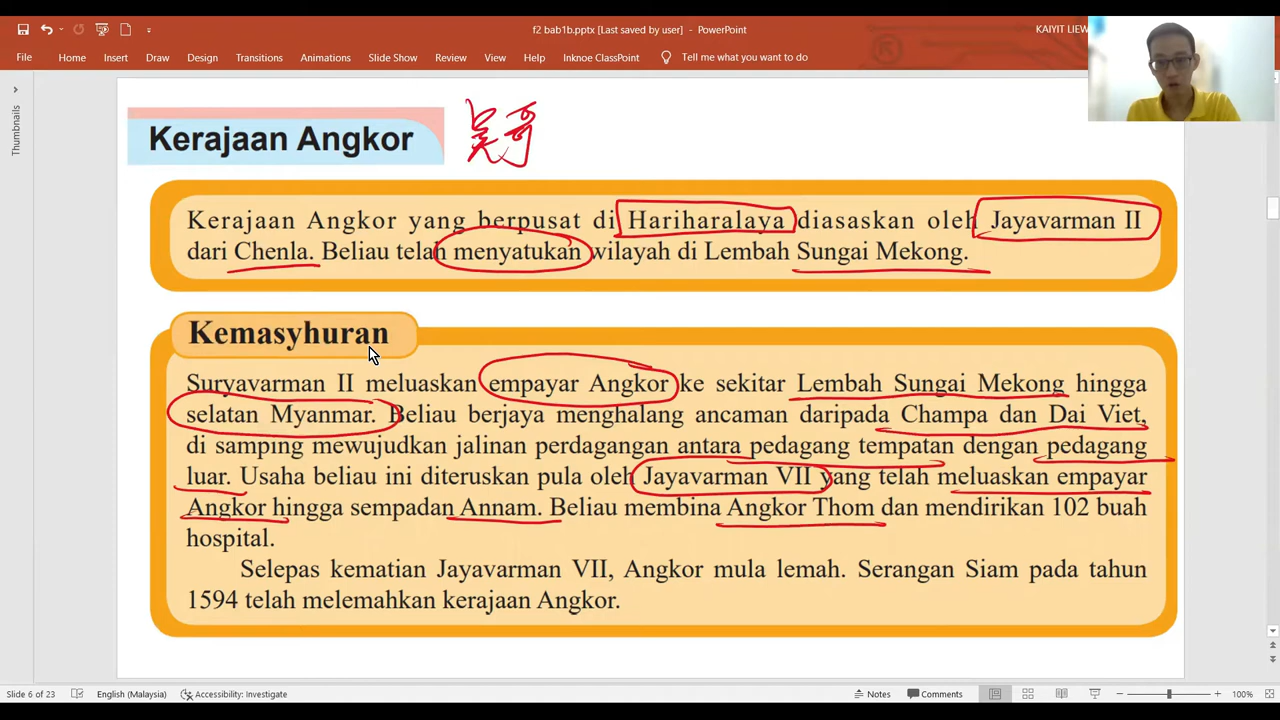 f2 bab1b.pptx [Last saved by user] - PowerPoint
KAIYIT LIEW
File Home Insert Draw Design Transitions Animations Slide Show Review View Help Inknoe ClassPoint Tell me what you want to do
Thumbnails
Kerajaan Angkor 吴哥
Kerajaan Angkor yang berpusat di Hariharalaya diasaskan oleh Jayavarman II
dari Chenla. Beliau telah menyatukan wilayah di Lembah Sungai Mekong.
Kemasyhuran
Suryavarman II meluaskan empayar Angkor ke sekitar Lembah Sungai Mekong hingga
selatan Myanmar. Beliau berjaya menghalang ancaman daripada Champa dan Dai Viet,
di samping mewujudkan jalinan perdagangan antara pedagang tempatan dengan pedagang
luar. Usaha beliau ini diteruskan pula oleh Jayavarman VII yang telah meluaskan empayar
Angkor hingga sempadan Annam. Beliau membina Angkor Thom dan mendirikan 102 buah
hospital.
Selepas kematian Jayavarman VII, Angkor mula lemah. Serangan Siam pada tahun
1594 telah melemahkan kerajaan Angkor.
Slide 6 of 23 English (Malaysia) Accessibility: Investigate Notes Comments 100%